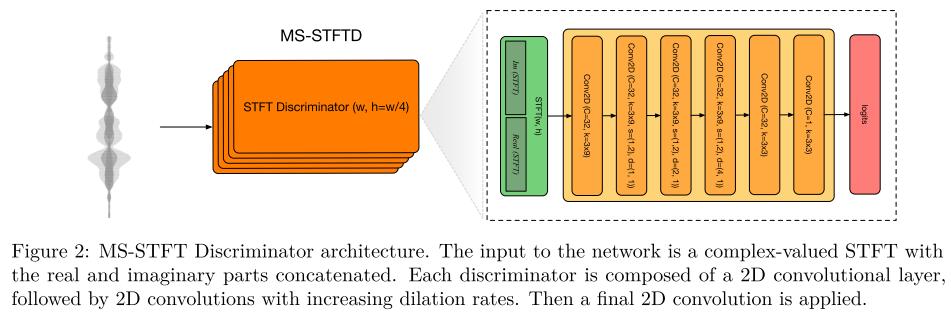 MS-STFTD
STFT Discriminator (w, h=w/4)
Im (STFT)
Real (STFT)
STFT(w, h)
Conv2D (C=32, k=3x9)
Conv2D (C=32, k=3x9, s=(1,2), d=(1, 1))
Conv2D (C=32, k=3x9, s=(1,2), d=(2, 1))
Conv2D (C=32, k=3x9, s=(1,2), d=(4, 1))
Conv2D (C=32, k=3x3)
Conv2D (C=1, k=3x3)
logits
Figure 2: MS-STFT Discriminator architecture. The input to the network is a complex-valued STFT with
the real and imaginary parts concatenated. Each discriminator is composed of a 2D convolutional layer,
followed by 2D convolutions with increasing dilation rates. Then a final 2D convolution is applied.